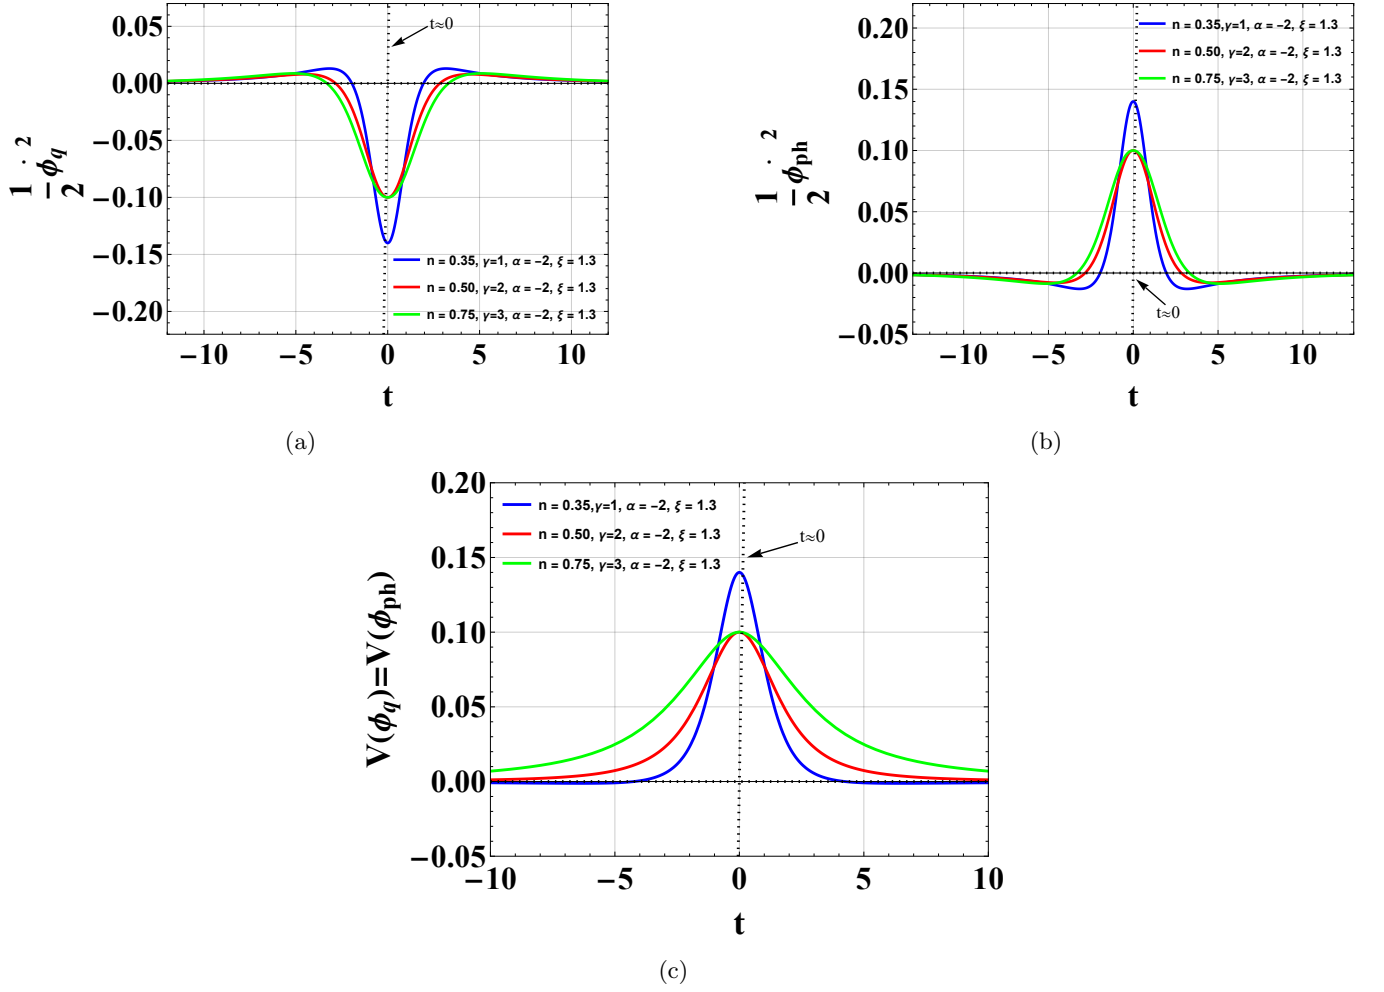 0.05
0.00
−0.05
−0.10
−0.15
−0.20
1/2 ϕ̇q²
t≈0
n = 0.35, γ=1, α = −2, ξ = 1.3
n = 0.50, γ=2, α = −2, ξ = 1.3
n = 0.75, γ=3, α = −2, ξ = 1.3
−10 −5 0 5 10
t
(a)
0.20
0.15
0.10
0.05
0.00
−0.05
1/2 ϕ̇ph²
n = 0.35,γ=1, α = −2, ξ = 1.3
n = 0.50, γ=2, α = −2, ξ = 1.3
n = 0.75, γ=3, α = −2, ξ = 1.3
t≈0
−10 −5 0 5 10
t
(b)
0.20
0.15
0.10
0.05
0.00
−0.05
V(ϕq)=V(ϕph)
n = 0.35,γ=1, α = −2, ξ = 1.3
n = 0.50, γ=2, α = −2, ξ = 1.3
n = 0.75, γ=3, α = −2, ξ = 1.3
t≈0
−10 −5 0 5 10
t
(c)